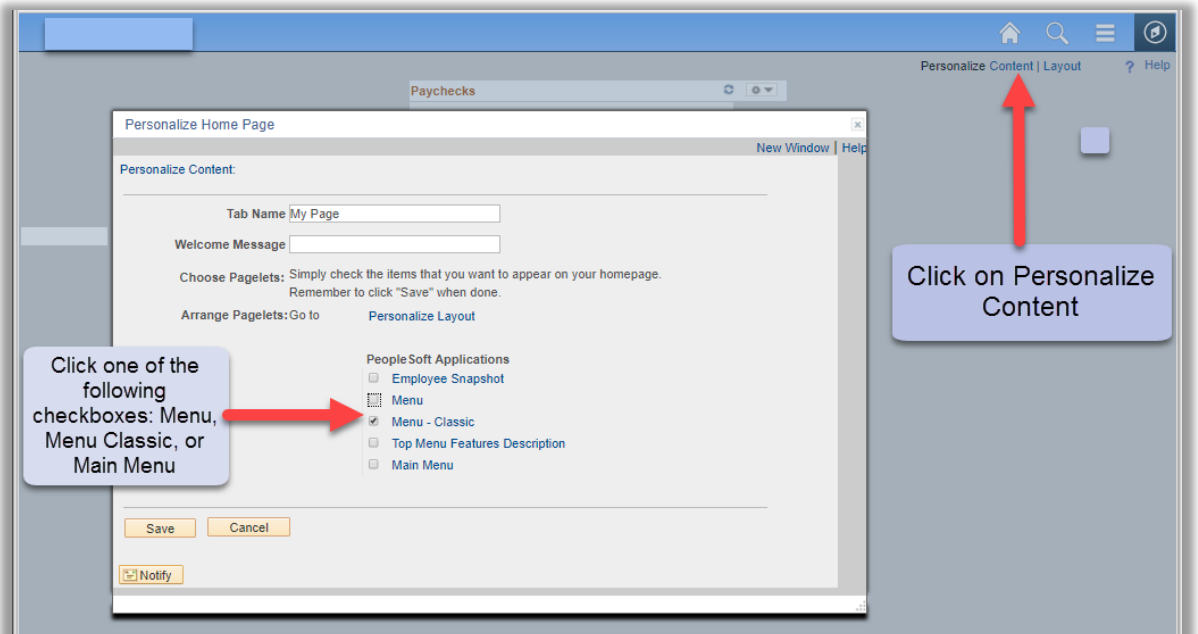 Personalize Content | Layout
? Help
Paychecks
Personalize Home Page
New Window | Help
Personalize Content:
Tab Name My Page
Welcome Message
Choose Pagelets: Simply check the items that you want to appear on your homepage.
Remember to click "Save" when done.
Arrange Pagelets: Go to Personalize Layout
Click on Personalize
Content
PeopleSoft Applications
Employee Snapshot
Menu
Menu - Classic
Top Menu Features Description
Main Menu
Click one of the
following
checkboxes: Menu,
Menu Classic, or
Main Menu
Save
Cancel
Notify